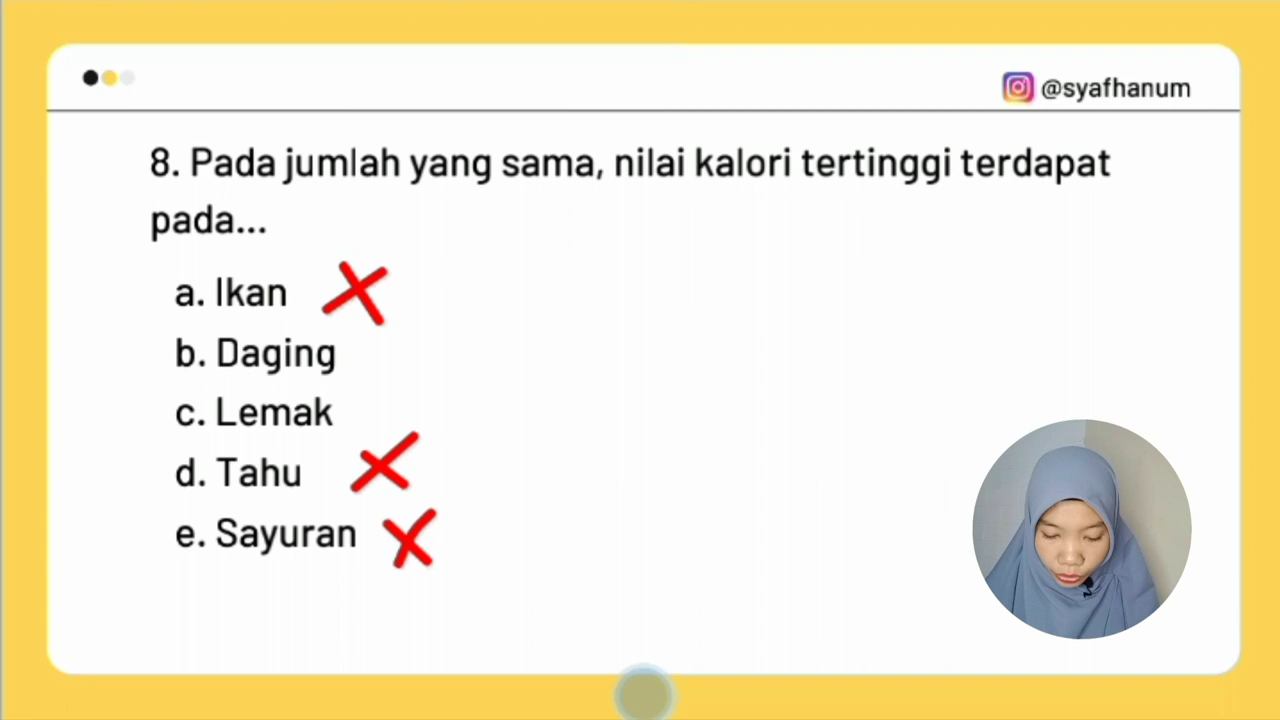 @syafhanum
8. Pada jumlah yang sama, nilai kalori tertinggi terdapat
pada...
a. Ikan
b. Daging
c. Lemak
d. Tahu
e. Sayuran